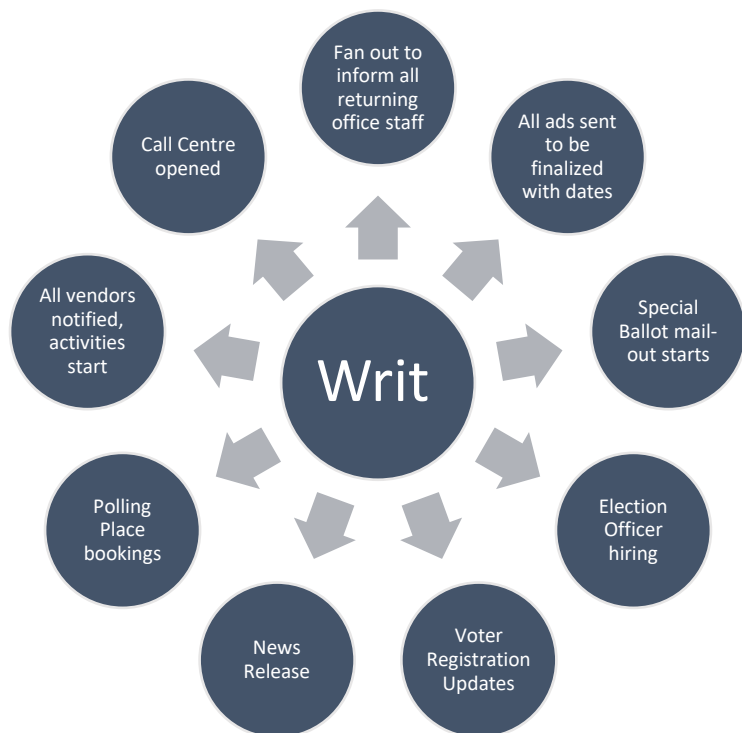 Fan out to
inform all
returning
office staff
All ads sent
to be
finalized
with dates
Special
Ballot mail-
out starts
Election
Officer
hiring
Voter
Registration
Updates
News
Release
Polling
Place
bookings
All vendors
notified,
activities
start
Call Centre
opened
Writ